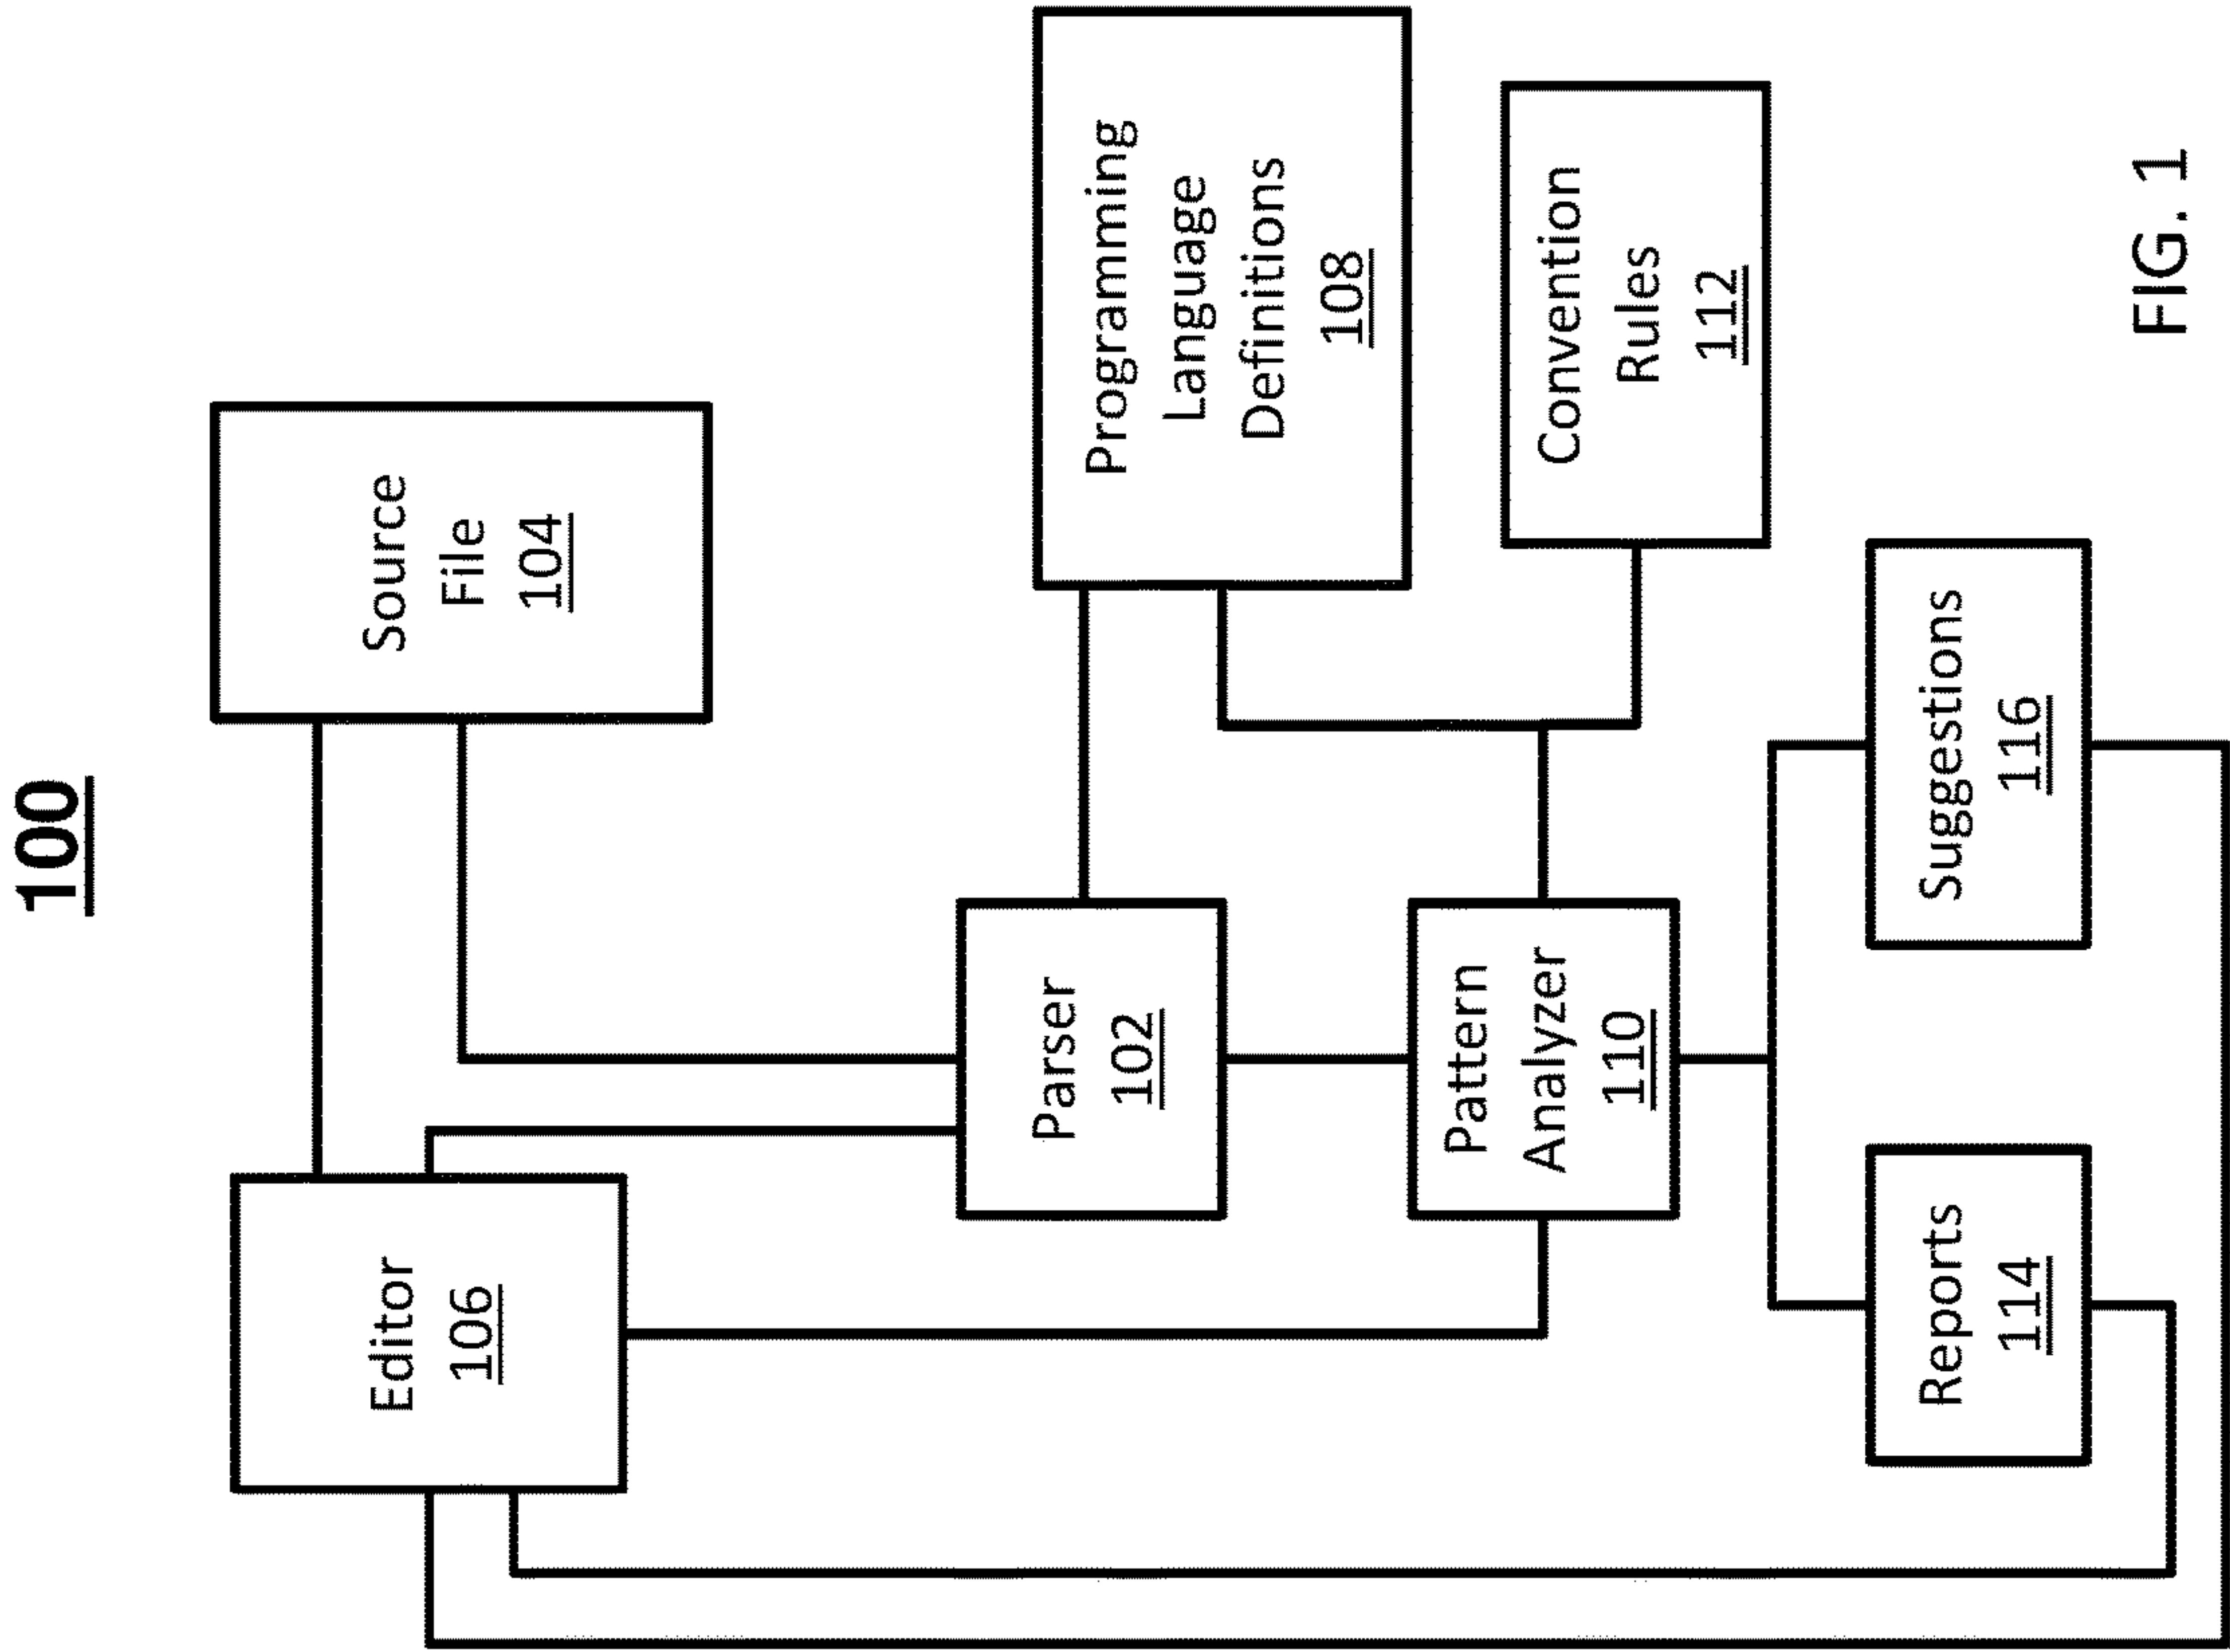 100
Source
File
104
Editor
106
Programming
Language
Definitions
108
Parser
102
Convention
Rules
112
Pattern
Analyzer
110
Suggestions
116
Reports
114
FIG. 1